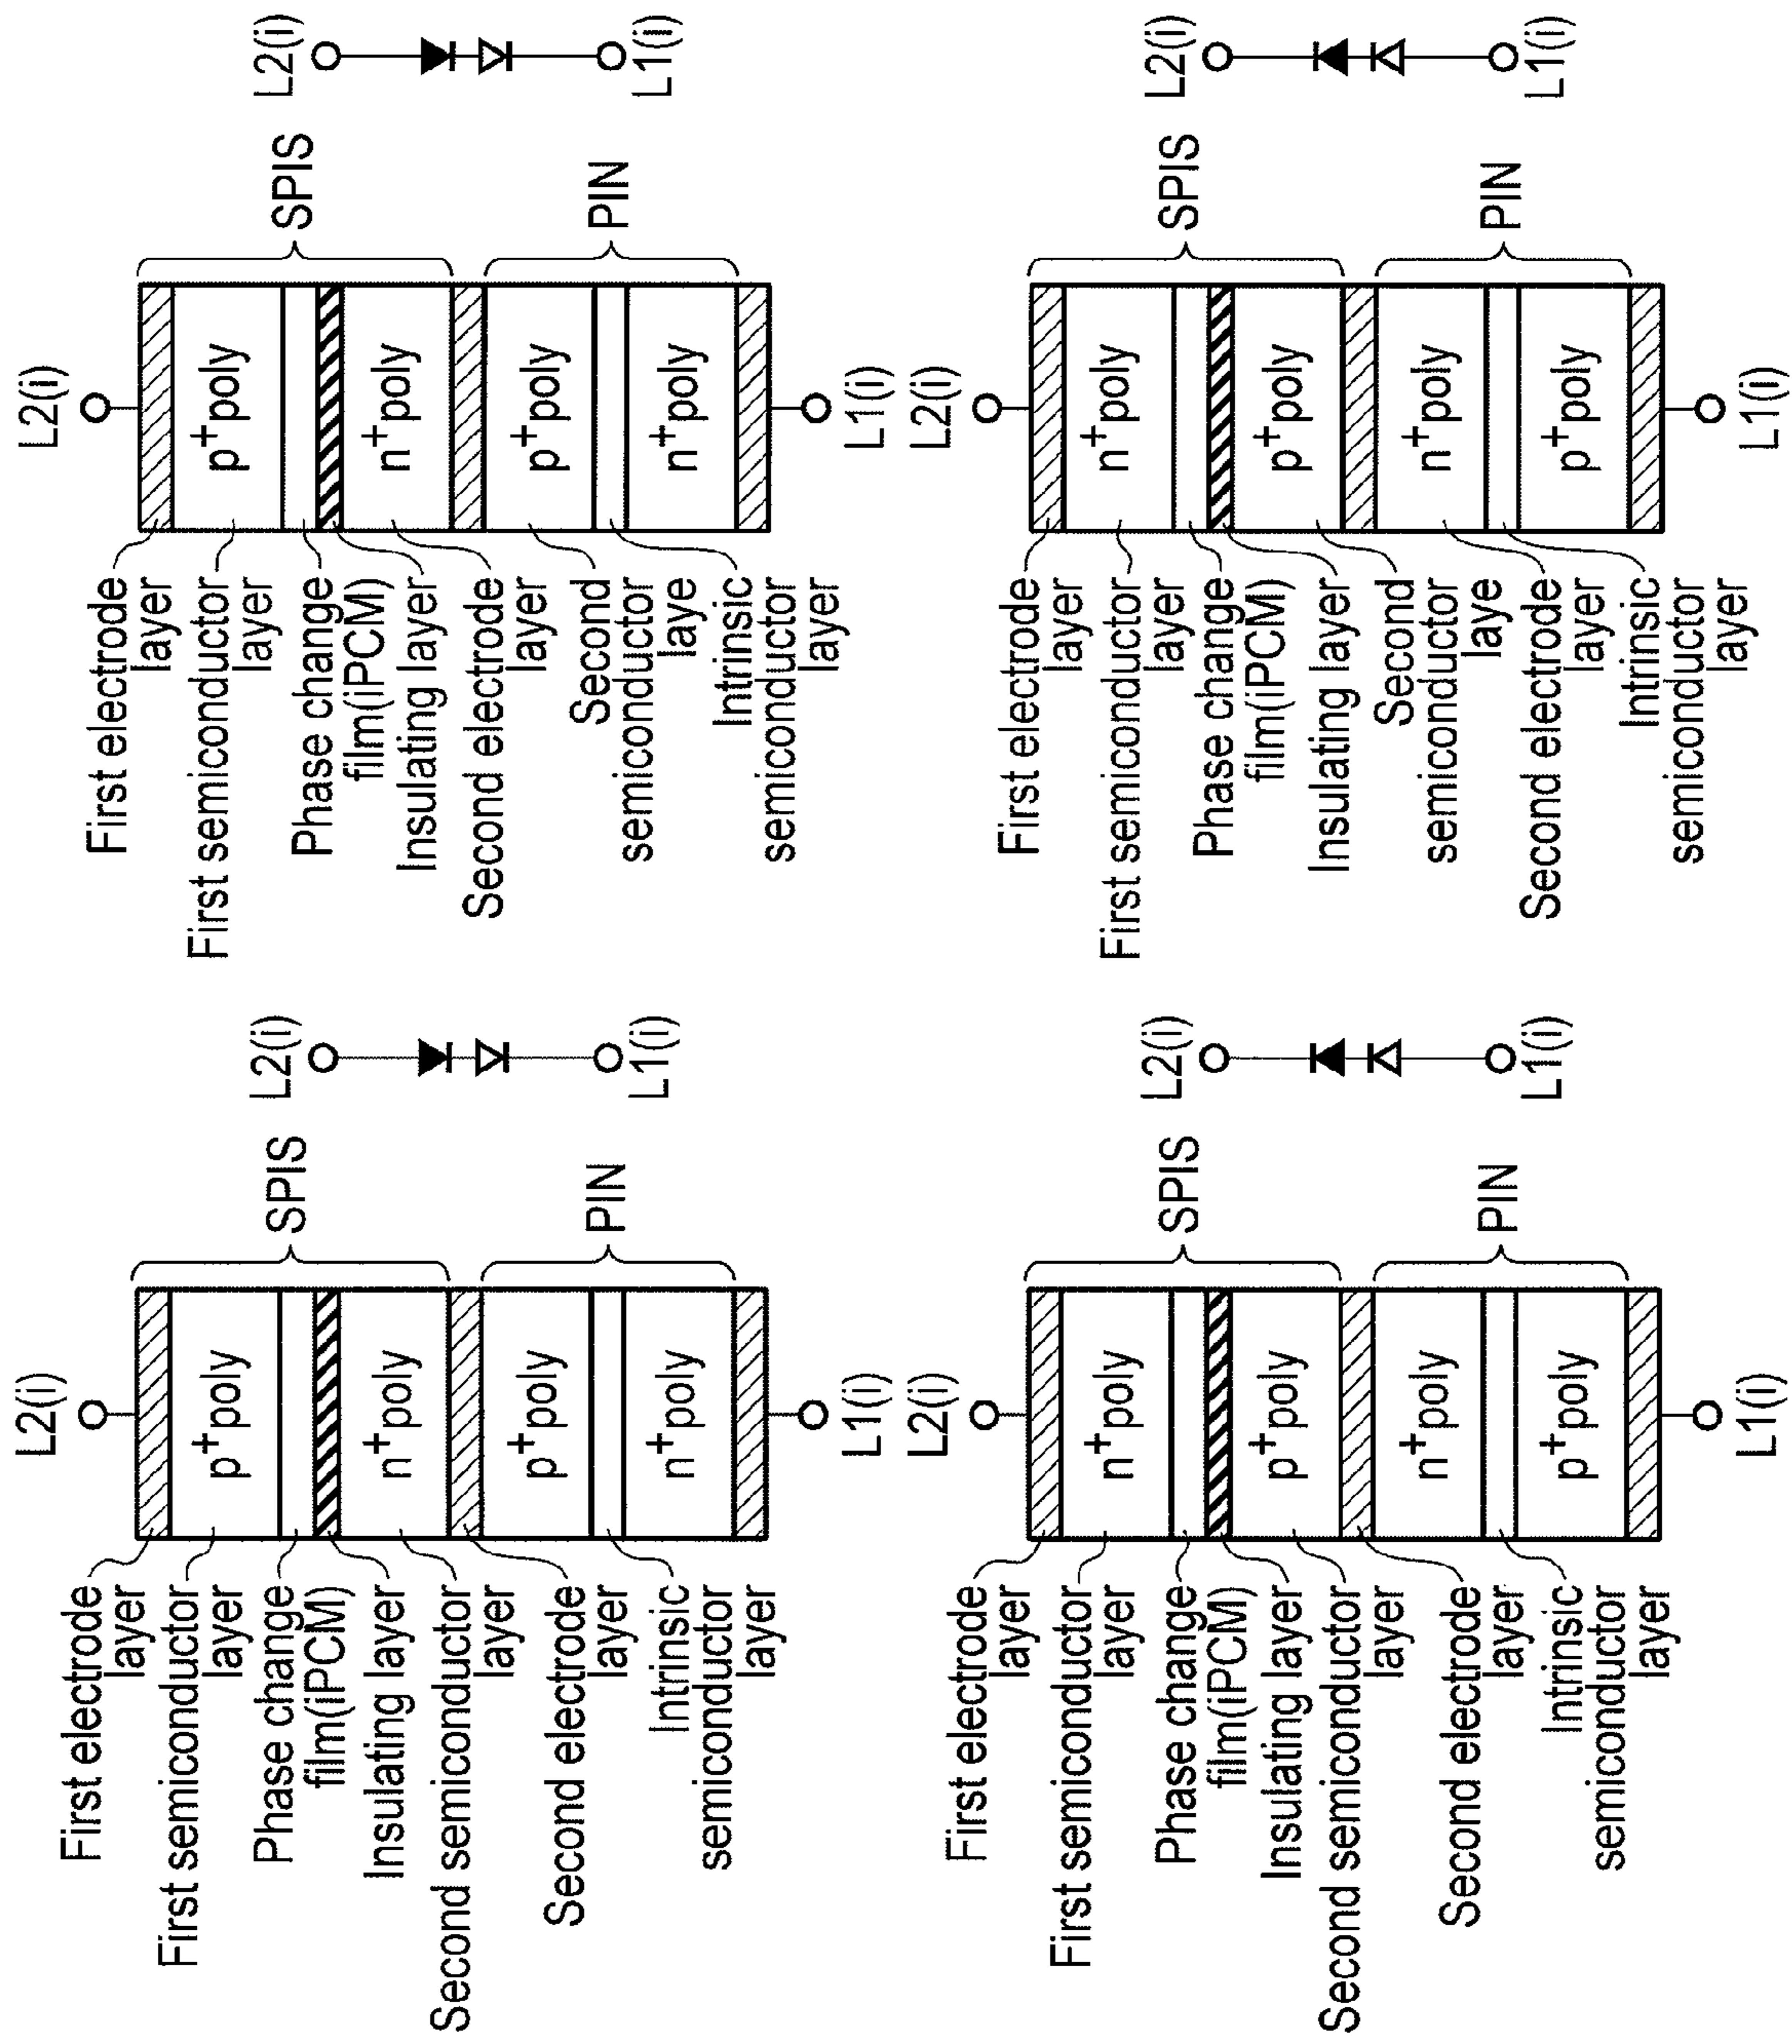 L2(i)
First electrode
layer
First semiconductor
layer
Phase change
film(iPCM)
Insulating layer
Second semiconductor
layer
Second electrode
layer
Intrinsic
semiconductor
layer
p+poly
n+poly
p+poly
n+poly
L1(i)
SPIS
PIN
L2(i)
L1(i)
L2(i)
First electrode
layer
First semiconductor
layer
Phase change
film(iPCM)
Insulating layer
Second electrode
layer
Second
semiconductor
laye
Intrinsic
semiconductor
layer
p+poly
n+poly
p+poly
n+poly
L1(i)
SPIS
PIN
L2(i)
L1(i)
L2(i)
First electrode
layer
First semiconductor
layer
Phase change
film(iPCM)
Insulating layer
Second semiconductor
layer
Second electrode
layer
Intrinsic
semiconductor
layer
n+poly
p+poly
n+poly
p+poly
L1(i)
SPIS
PIN
L2(i)
L1(i)
L2(i)
First electrode
layer
First semiconductor
layer
Phase change
film(iPCM)
Insulating layer
Second
semiconductor
laye
Second electrode
layer
Intrinsic
semiconductor
layer
n+poly
p+poly
n+poly
p+poly
L1(i)
SPIS
PIN
L2(i)
L1(i)